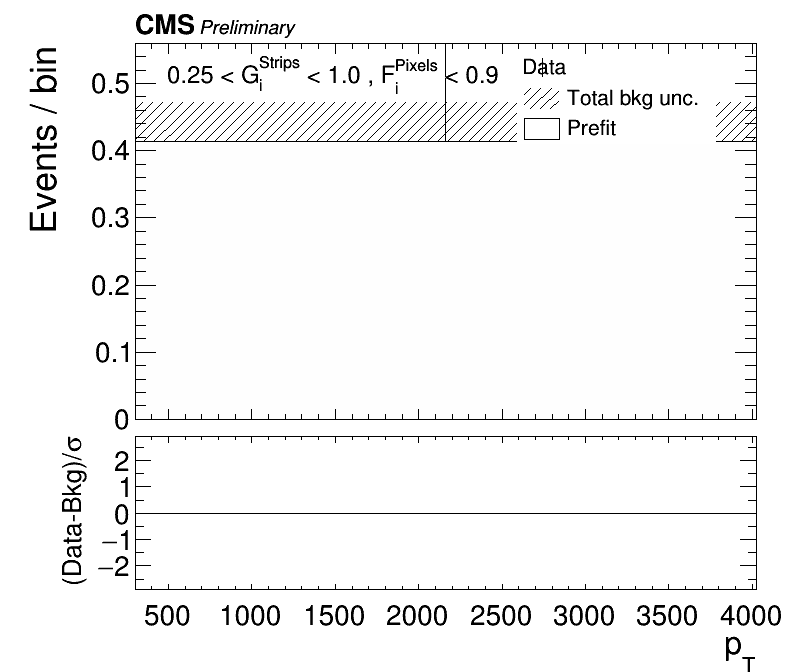 CMS Preliminary
Events / bin
0.25 < G_i^Strips < 1.0 , F_i^Pixels < 0.9
Data
Total bkg unc.
Prefit
0.5
0.4
0.3
0.2
0.1
0
(Data-Bkg)/σ
2
1
0
−1
−2
500 1000 1500 2000 2500 3000 3500 4000
p_T